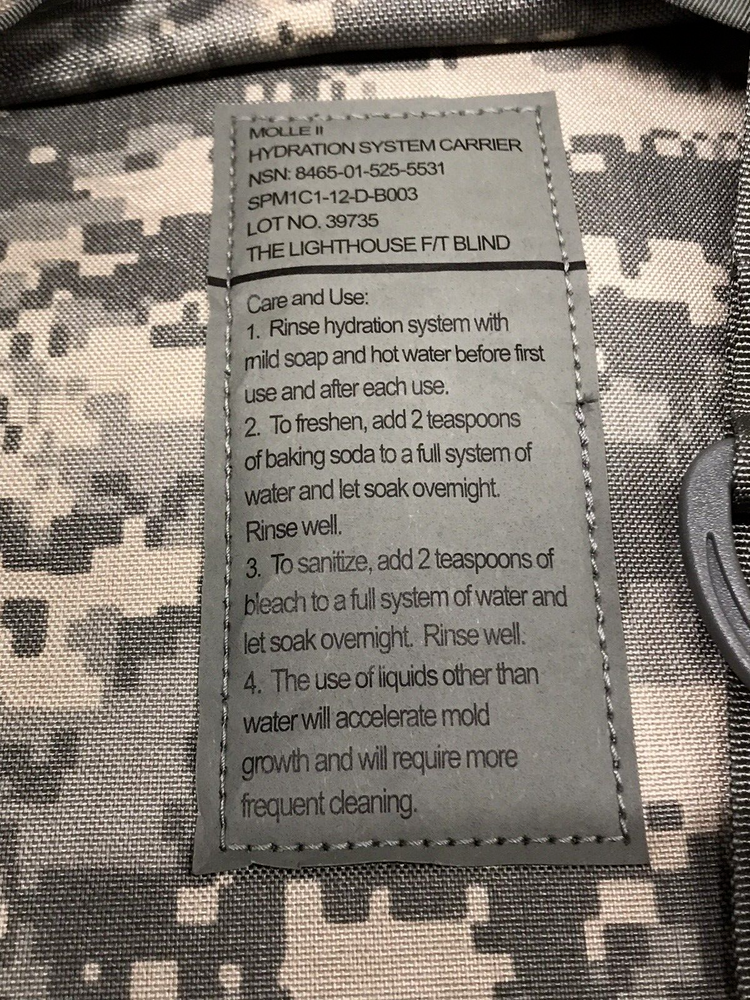 MOLLE II
HYDRATION SYSTEM CARRIER
NSN: 8465-01-525-5531
SPM1C1-12-D-B003
LOT NO. 39735
THE LIGHTHOUSE F/T BLIND
Care and Use:
1. Rinse hydration system with
mild soap and hot water before first
use and after each use.
2. To freshen, add 2 teaspoons
of baking soda to a full system of
water and let soak overnight.
Rinse well.
3. To sanitize, add 2 teaspoons of
bleach to a full system of water and
let soak overnight. Rinse well.
4. The use of liquids other than
water will accelerate mold
growth and will require more
frequent cleaning.